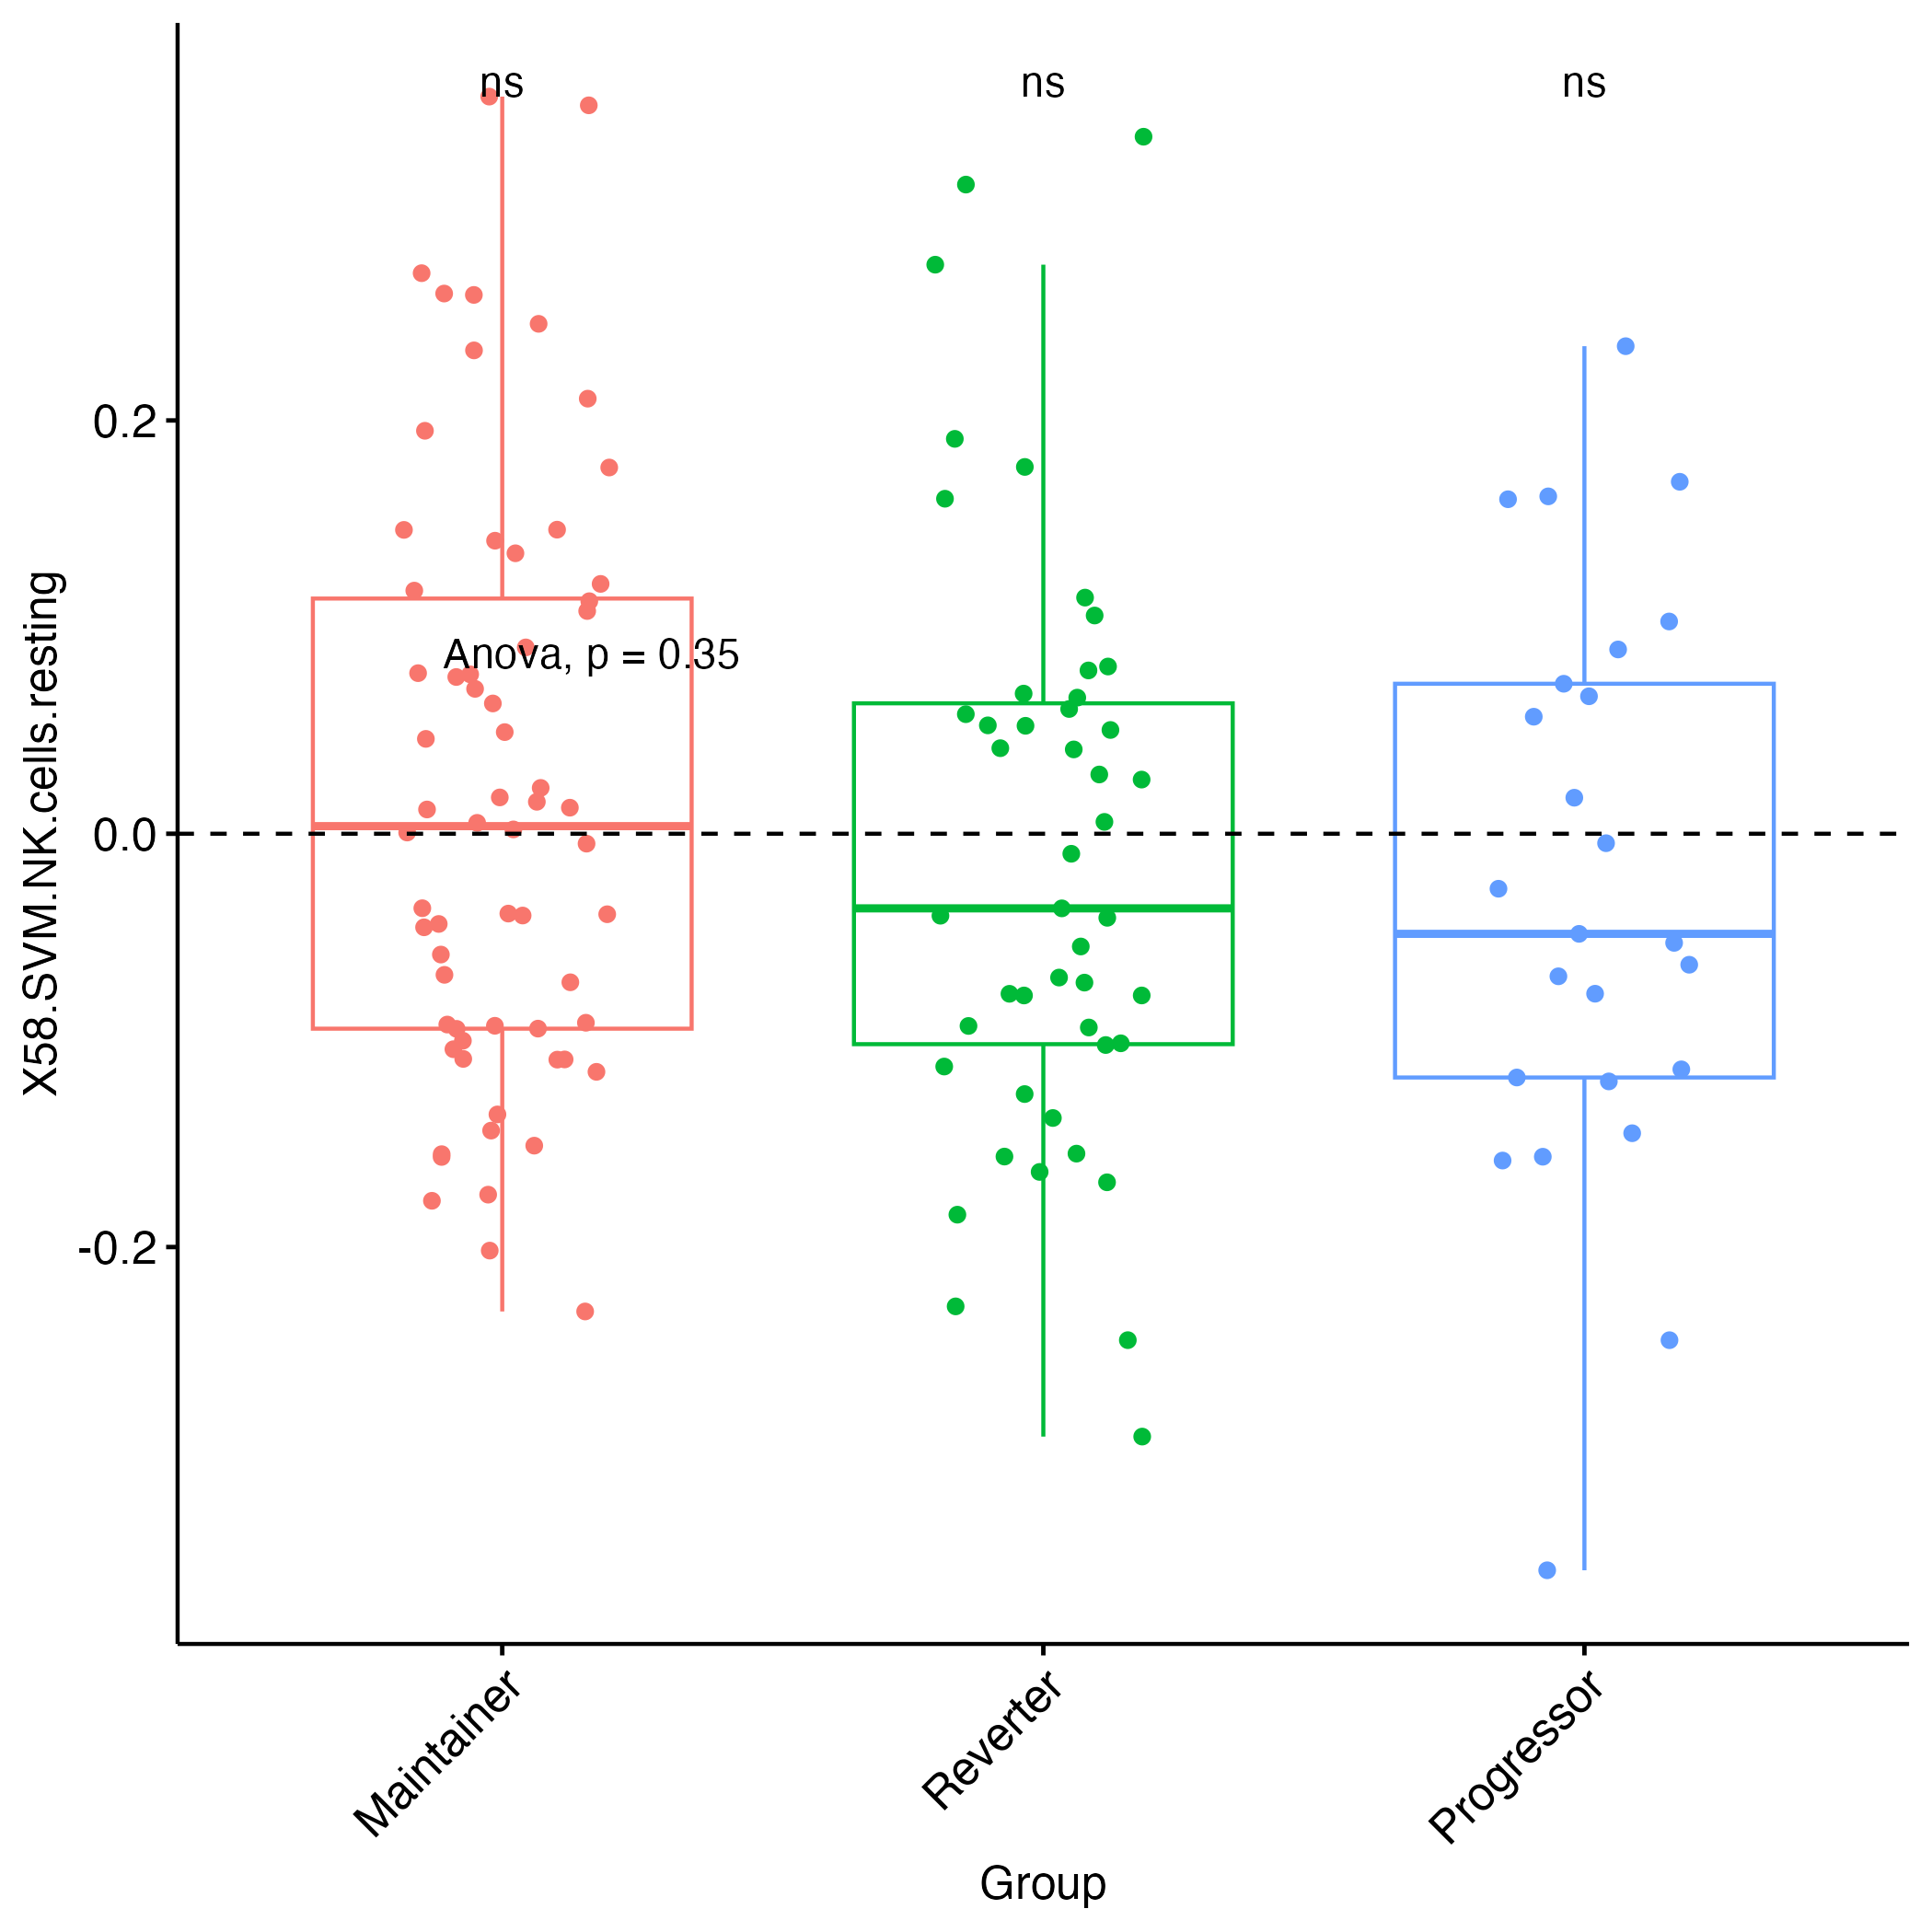 ns
ns
ns
Anova, p = 0.35
X58.SVM.NK.cells.resting
0.2
0.0
-0.2
Maintainer
Reverter
Progressor
Group